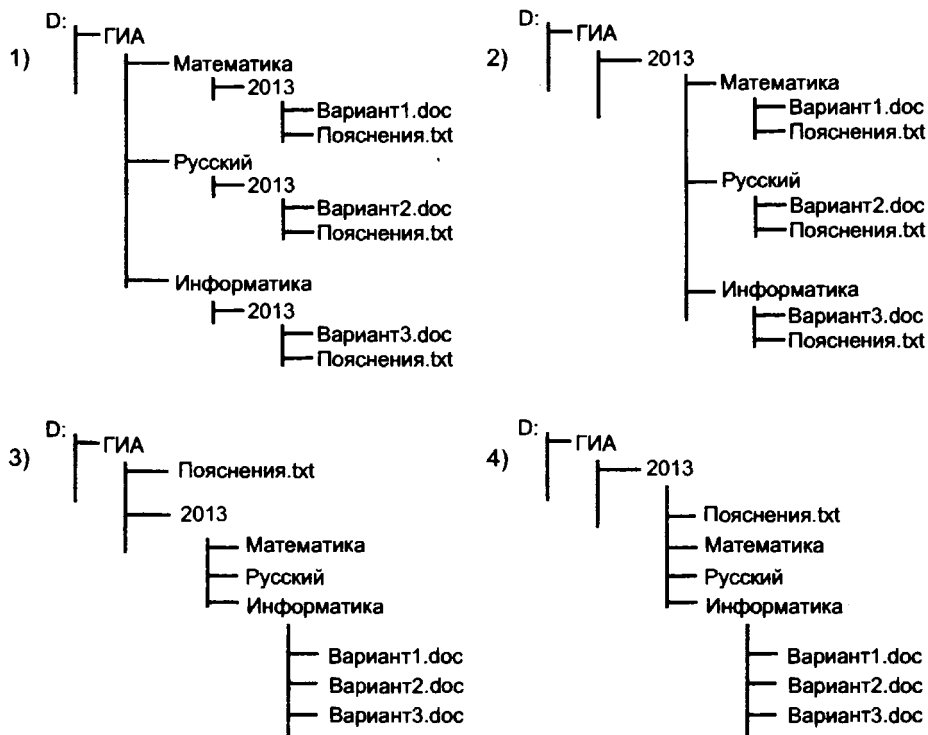 1)
D:
ГИА
Математика
2013
Вариант1.doc
Пояснения.txt
Русский
2013
Вариант2.doc
Пояснения.txt
Информатика
2013
Вариант3.doc
Пояснения.txt
2)
D:
ГИА
2013
Математика
Вариант1.doc
Пояснения.txt
Русский
Вариант2.doc
Пояснения.txt
Информатика
Вариант3.doc
Пояснения.txt
3)
D:
ГИА
Пояснения.txt
2013
Математика
Русский
Информатика
Вариант1.doc
Вариант2.doc
Вариант3.doc
4)
D:
ГИА
2013
Пояснения.txt
Математика
Русский
Информатика
Вариант1.doc
Вариант2.doc
Вариант3.doc